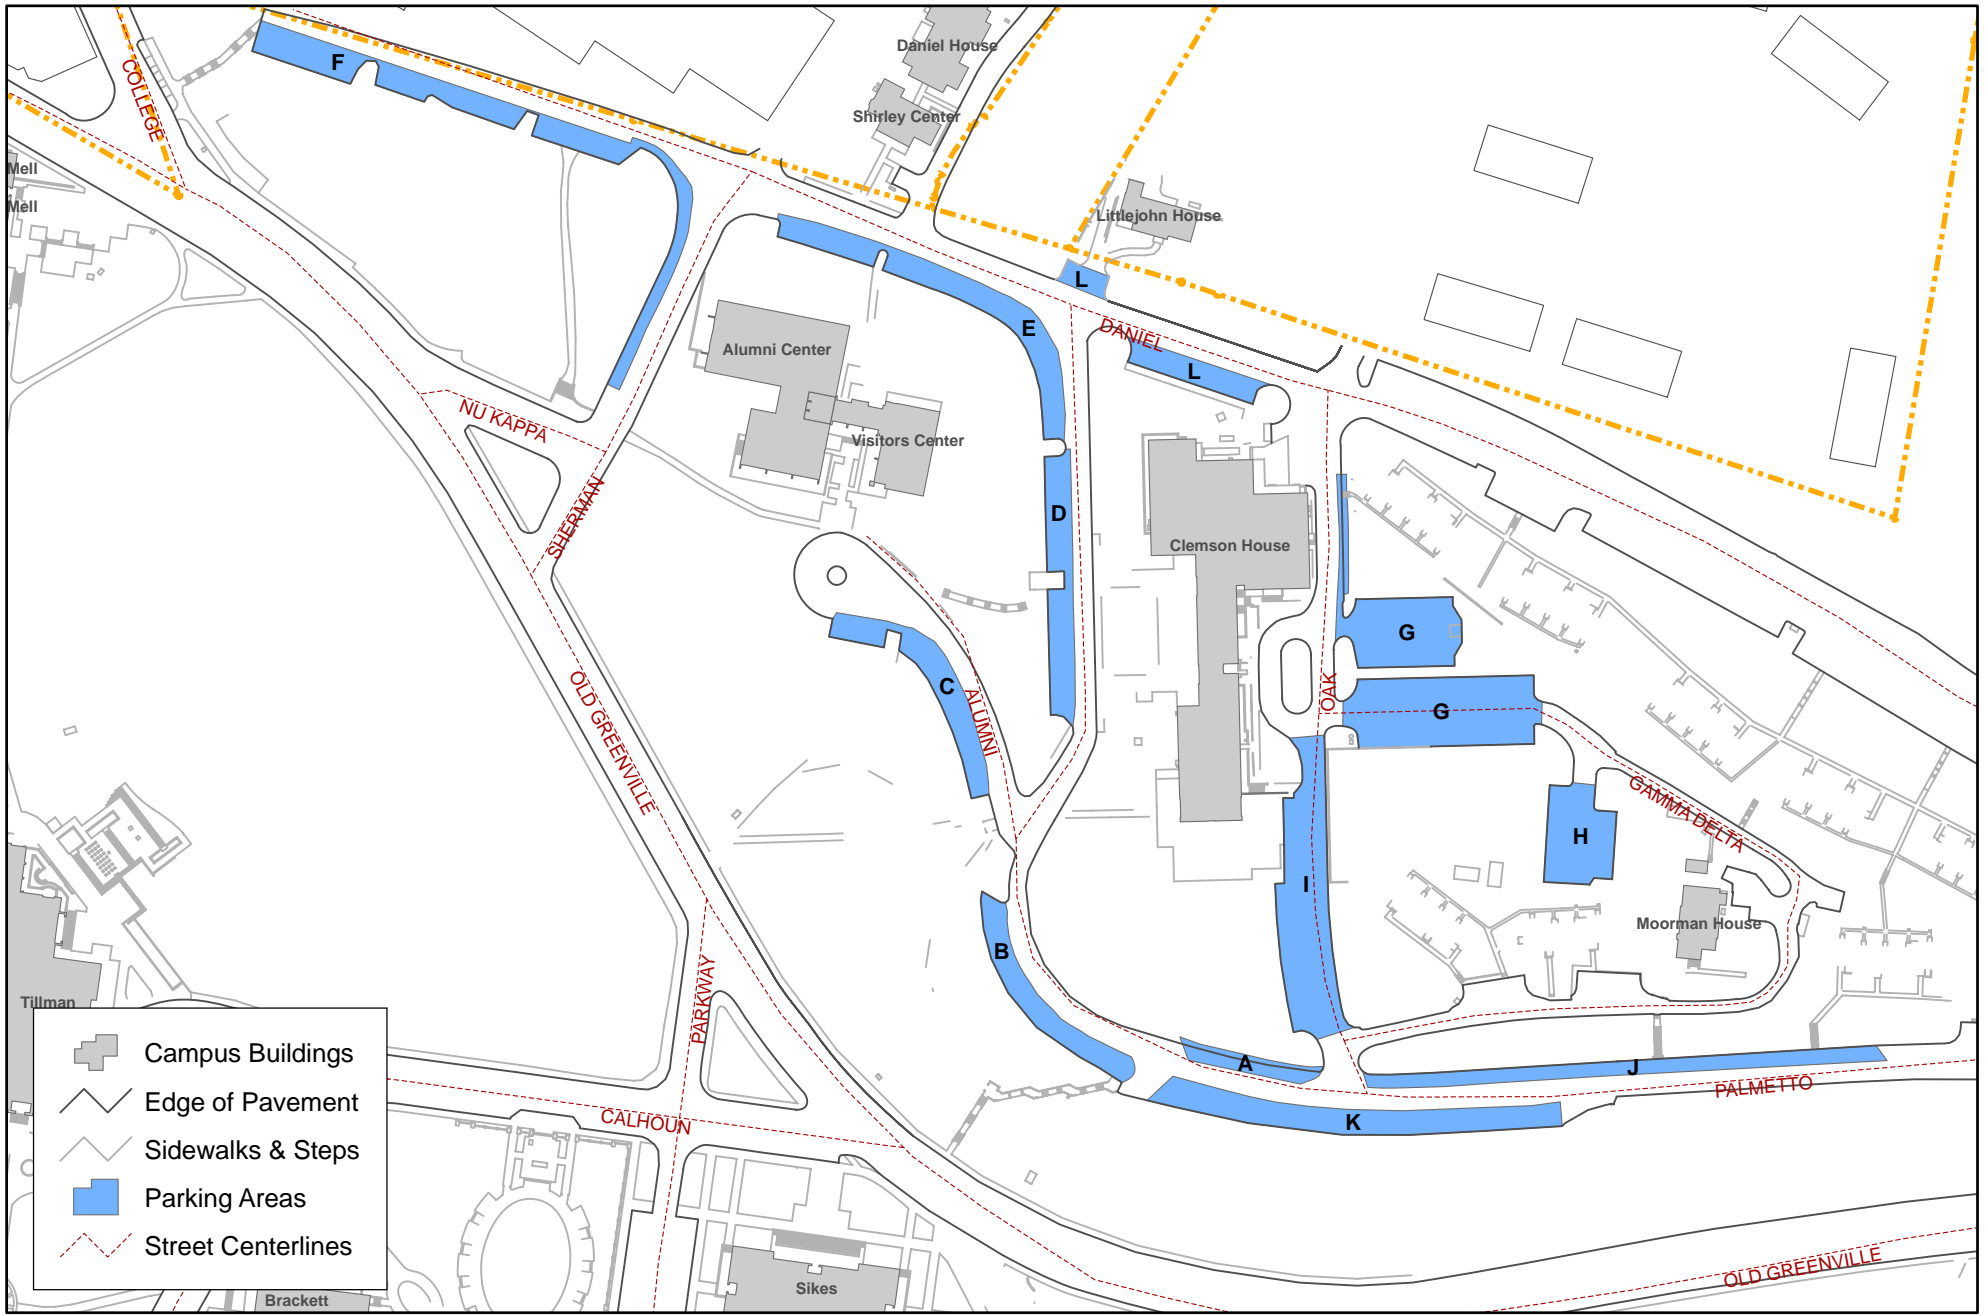 Daniel House
F
COLLEGE
Shirley Center
Mell
Mell
Littlejohn House
L
E
DANIEL
Alumni Center
L
NU KAPPA
Visitors Center
SHERMAN
D
Clemson House
G
C
ALUMNI
OAK
G
OLD GREENVILLE
GAMMA DELTA
H
I
Moorman House
B
PARKWAY
Tillman
A
J
PALMETTO
K
CALHOUN
Campus Buildings
Edge of Pavement
Sidewalks & Steps
Parking Areas
Street Centerlines
OLD GREENVILLE
Sikes
Brackett